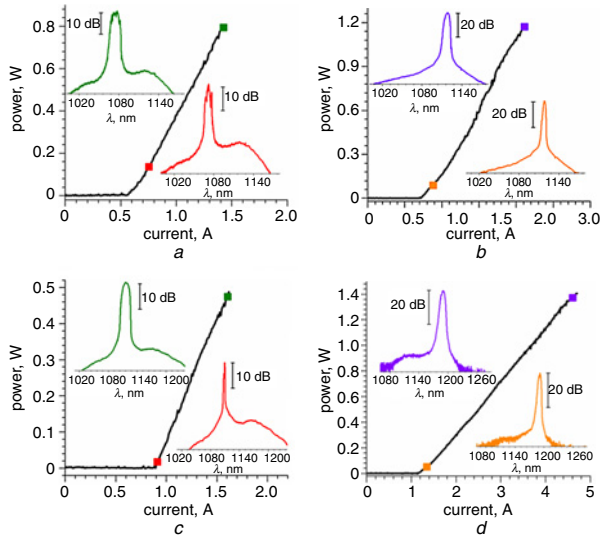 0.8
0.6
0.4
0.2
0
power, W
10 dB
1020 1080 1140
λ, nm
10 dB
1020 1080 1140
λ, nm
0 0.5 1.0 1.5 2.0
current, A
a
1.2
0.9
0.6
0.3
0
power, W
20 dB
1020 1080 1140
λ, nm
20 dB
1020 1080 1140
λ, nm
0 0.5 1.0 1.5 2.0 3.0
current, A
b
0.5
0.4
0.3
0.2
0.1
0
power, W
10 dB
1020 1080 1140 1200
λ, nm
10 dB
1020 1080 1140 1200
λ, nm
0 0.5 1.0 1.5 2.0
current, A
c
1.4
1.2
1.0
0.8
0.6
0.4
0.2
0
power, W
20 dB
1080 1140 1200 1260
λ, nm
20 dB
1080 1140 1200 1260
λ, nm
0 1 2 3 4 5
current, A
d